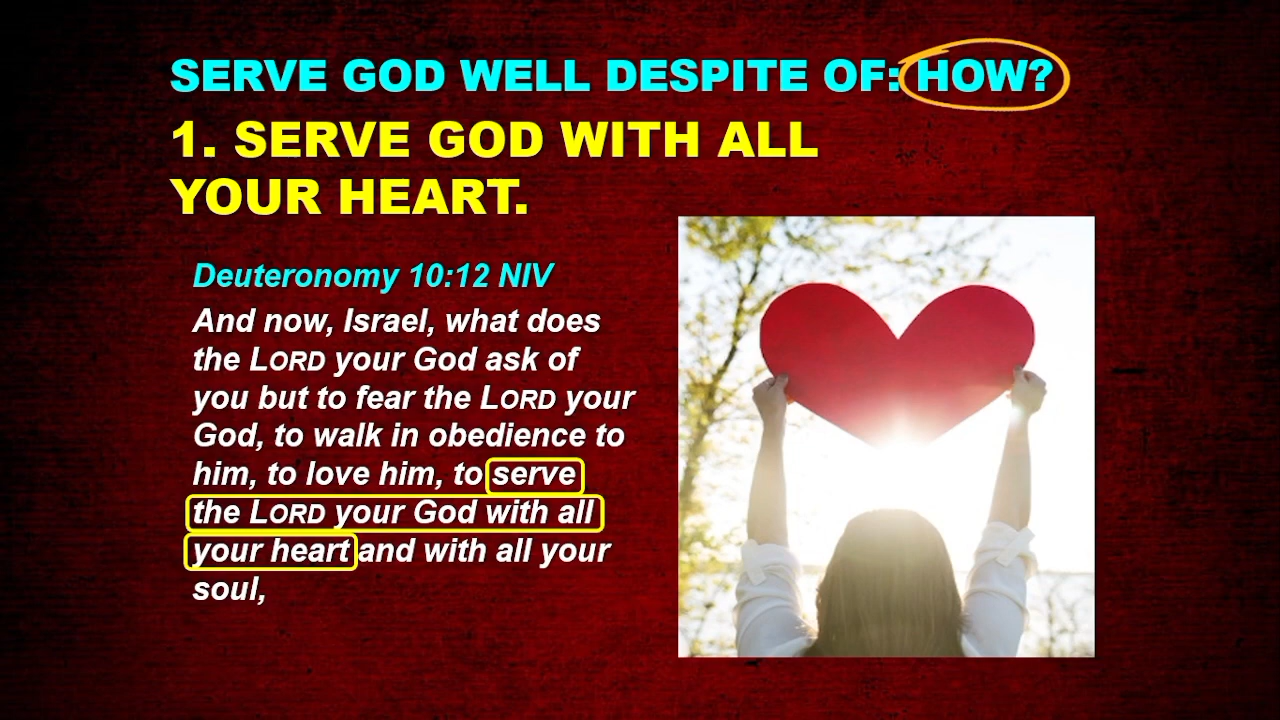 SERVE GOD WELL DESPITE OF: HOW?
1. SERVE GOD WITH ALL
YOUR HEART.
Deuteronomy 10:12 NIV
And now, Israel, what does
the LORD your God ask of
you but to fear the LORD your
God, to walk in obedience to
him, to love him, to serve
the LORD your God with all
your heart and with all your
soul,